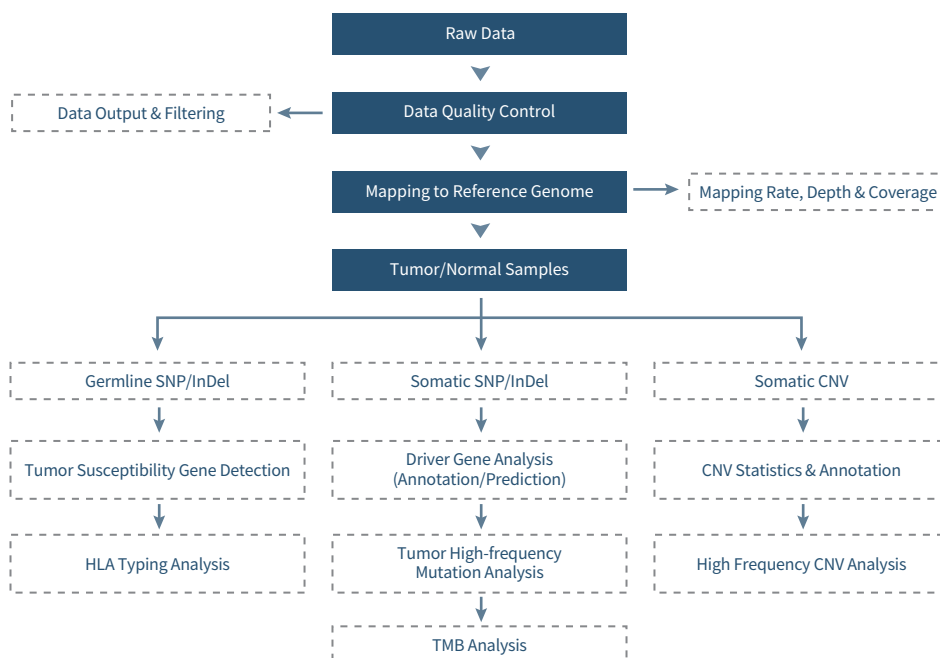 Raw Data
Data Output & Filtering
Data Quality Control
Mapping to Reference Genome
Mapping Rate, Depth & Coverage
Tumor/Normal Samples
Germline SNP/InDel
Somatic SNP/InDel
Somatic CNV
Tumor Susceptibility Gene Detection
Driver Gene Analysis
(Annotation/Prediction)
CNV Statistics & Annotation
HLA Typing Analysis
Tumor High-frequency
Mutation Analysis
High Frequency CNV Analysis
TMB Analysis